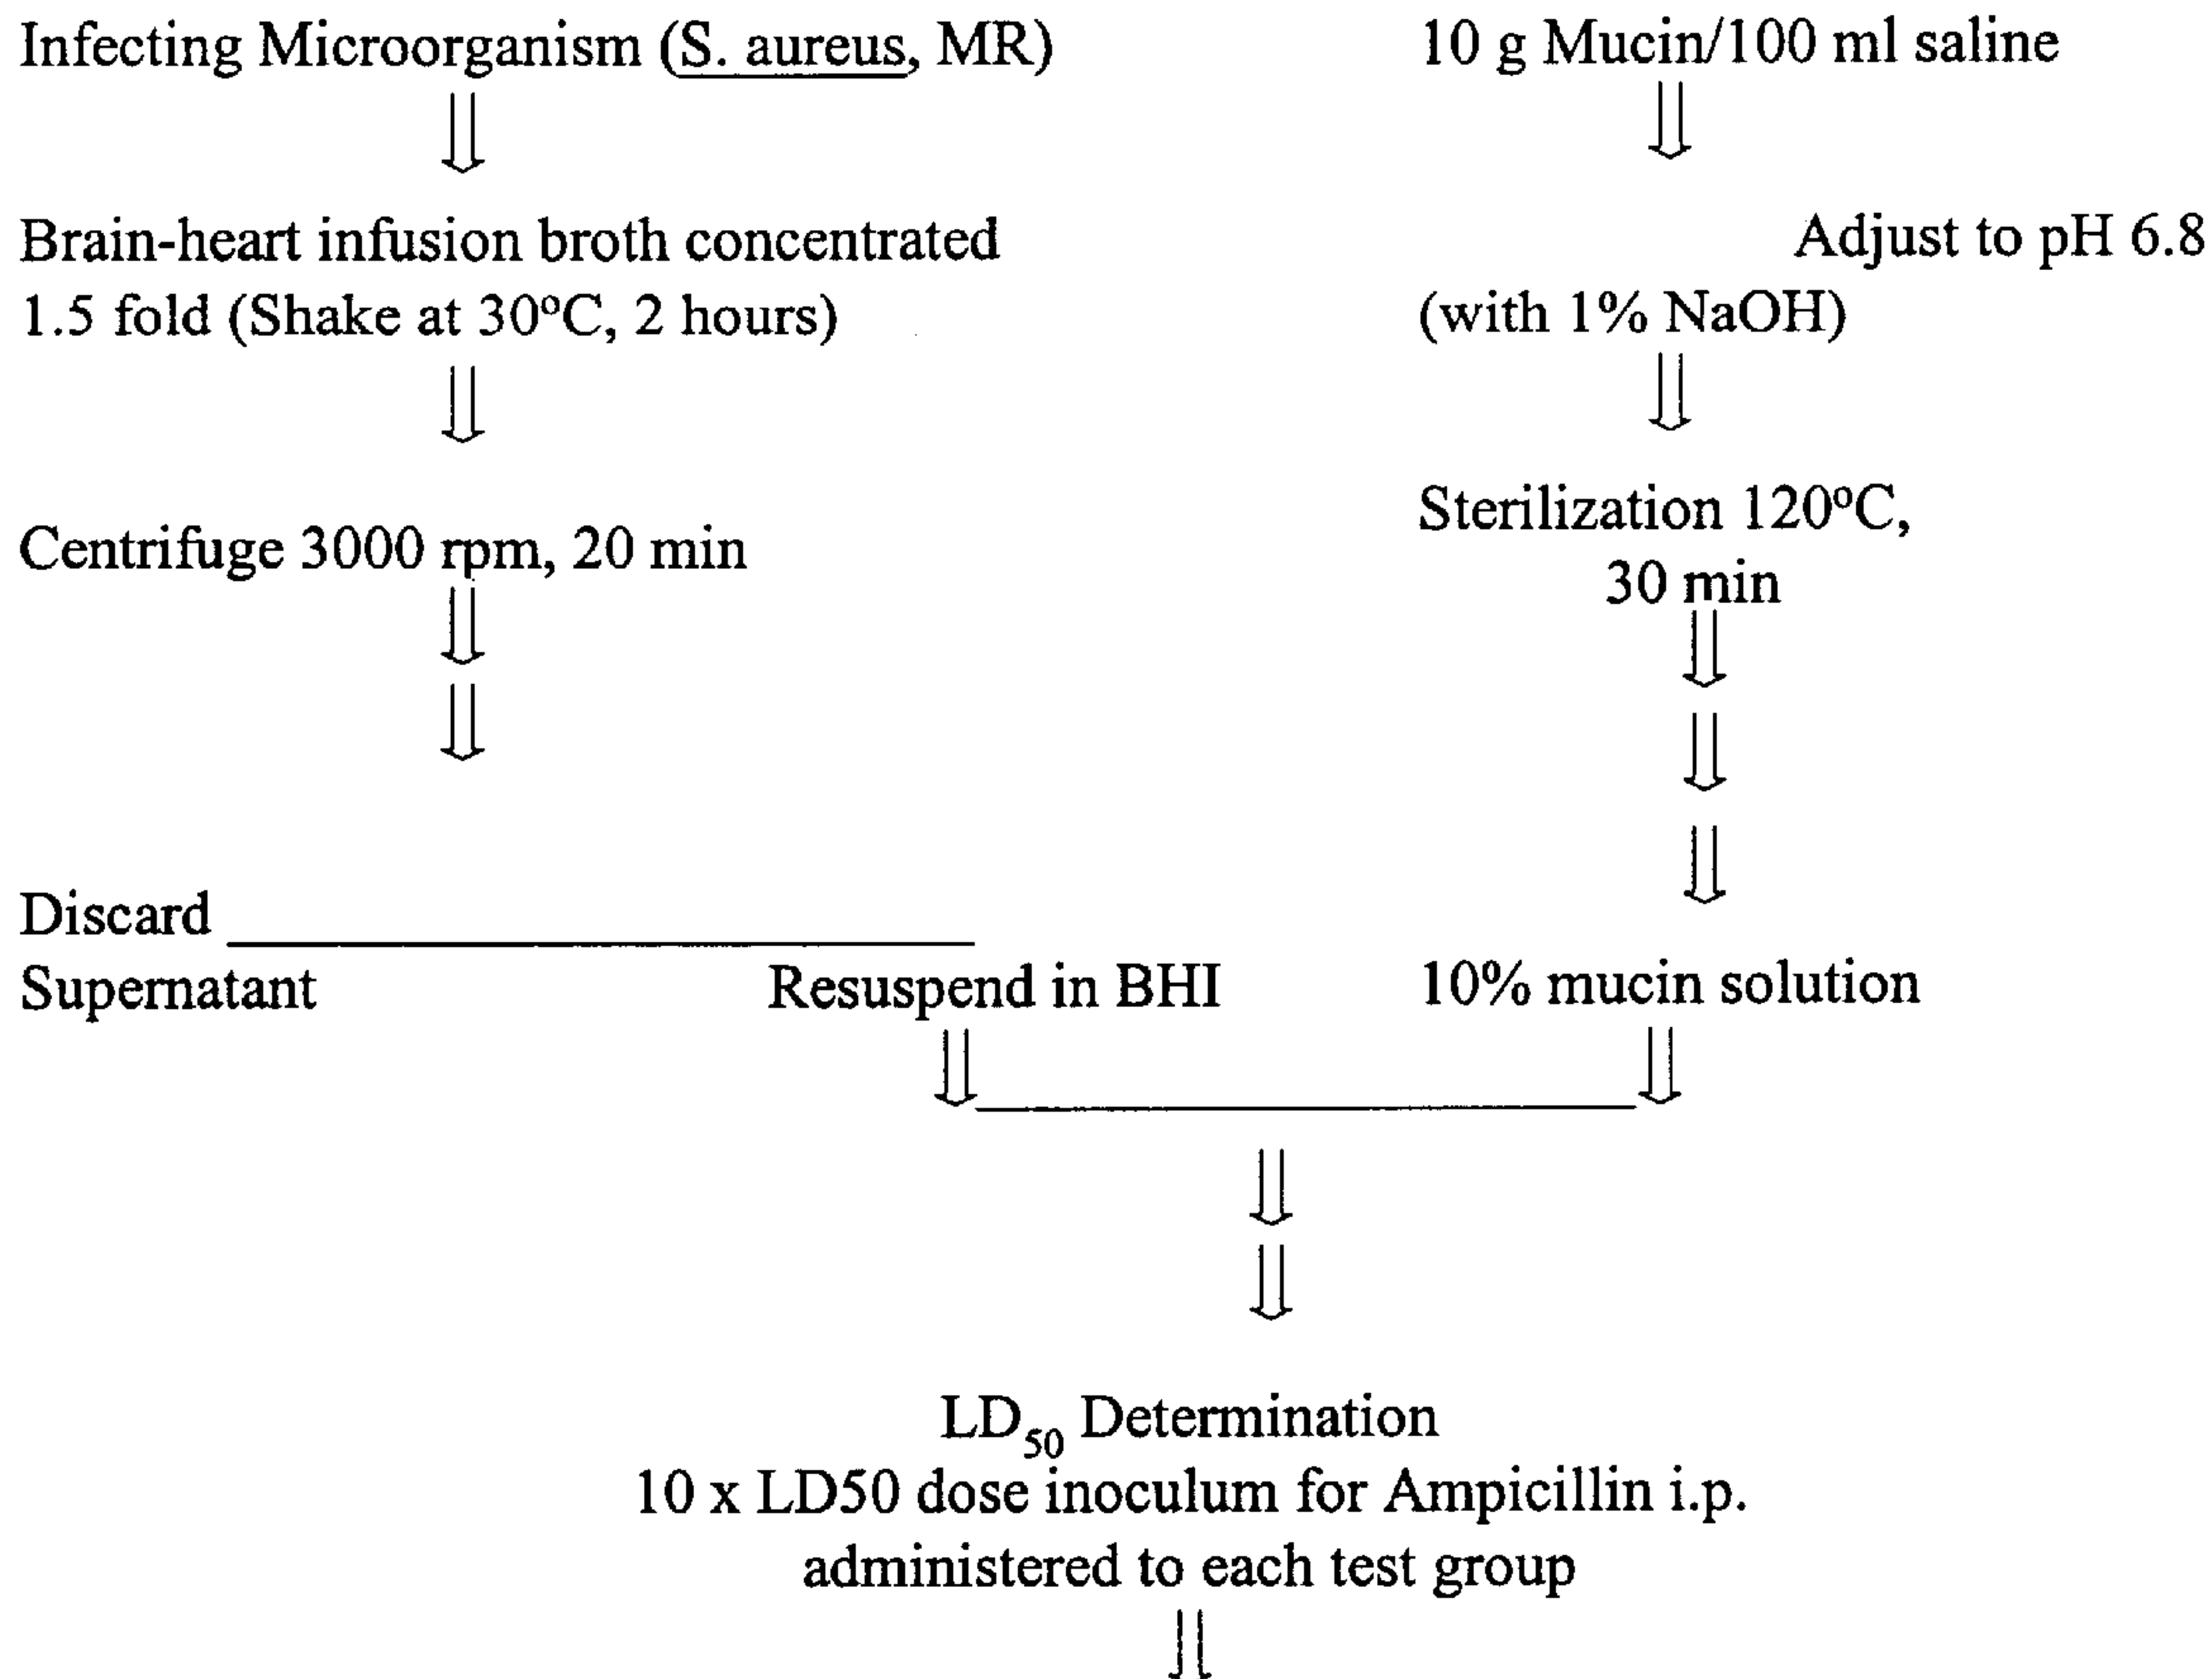 Infecting Microorganism (S. aureus, MR)
Brain-heart infusion broth concentrated
1.5 fold (Shake at 30ºC, 2 hours)
Centrifuge 3000 rpm, 20 min
Discard
Supernatant
Resuspend in BHI
10 g Mucin/100 ml saline
Adjust to pH 6.8
(with 1% NaOH)
Sterilization 120ºC,
30 min
10% mucin solution
LD50 Determination
10 x LD50 dose inoculum for Ampicillin i.p.
administered to each test group